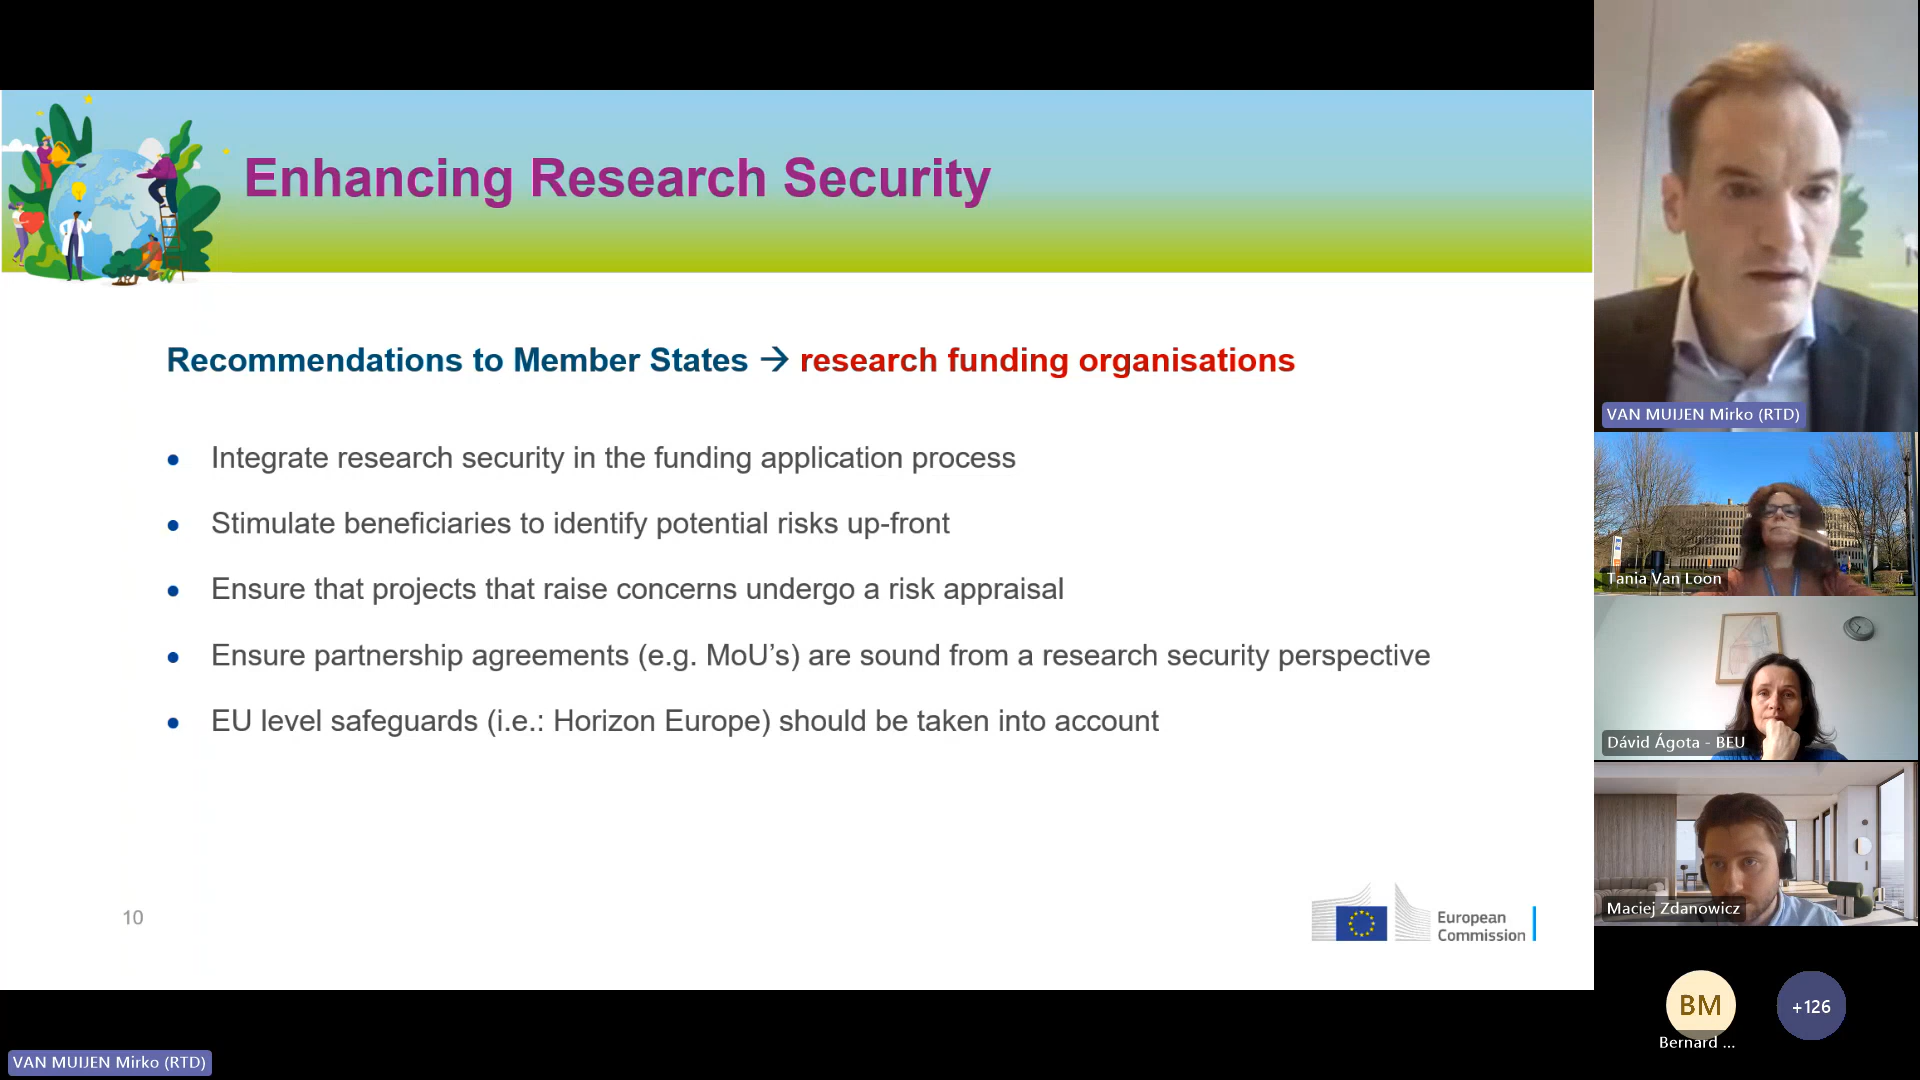 Enhancing Research Security
Recommendations to Member States → research funding organisations
• Integrate research security in the funding application process
• Stimulate beneficiaries to identify potential risks up-front
• Ensure that projects that raise concerns undergo a risk appraisal
• Ensure partnership agreements (e.g. MoU’s) are sound from a research security perspective
• EU level safeguards (i.e.: Horizon Europe) should be taken into account
10
European
Commission
VAN MUIJEN Mirko (RTD)
Tania Van Loon
Dávid Ágota - BEU
Maciej Zdanowicz
BM
Bernard ...
+126
VAN MUIJEN Mirko (RTD)